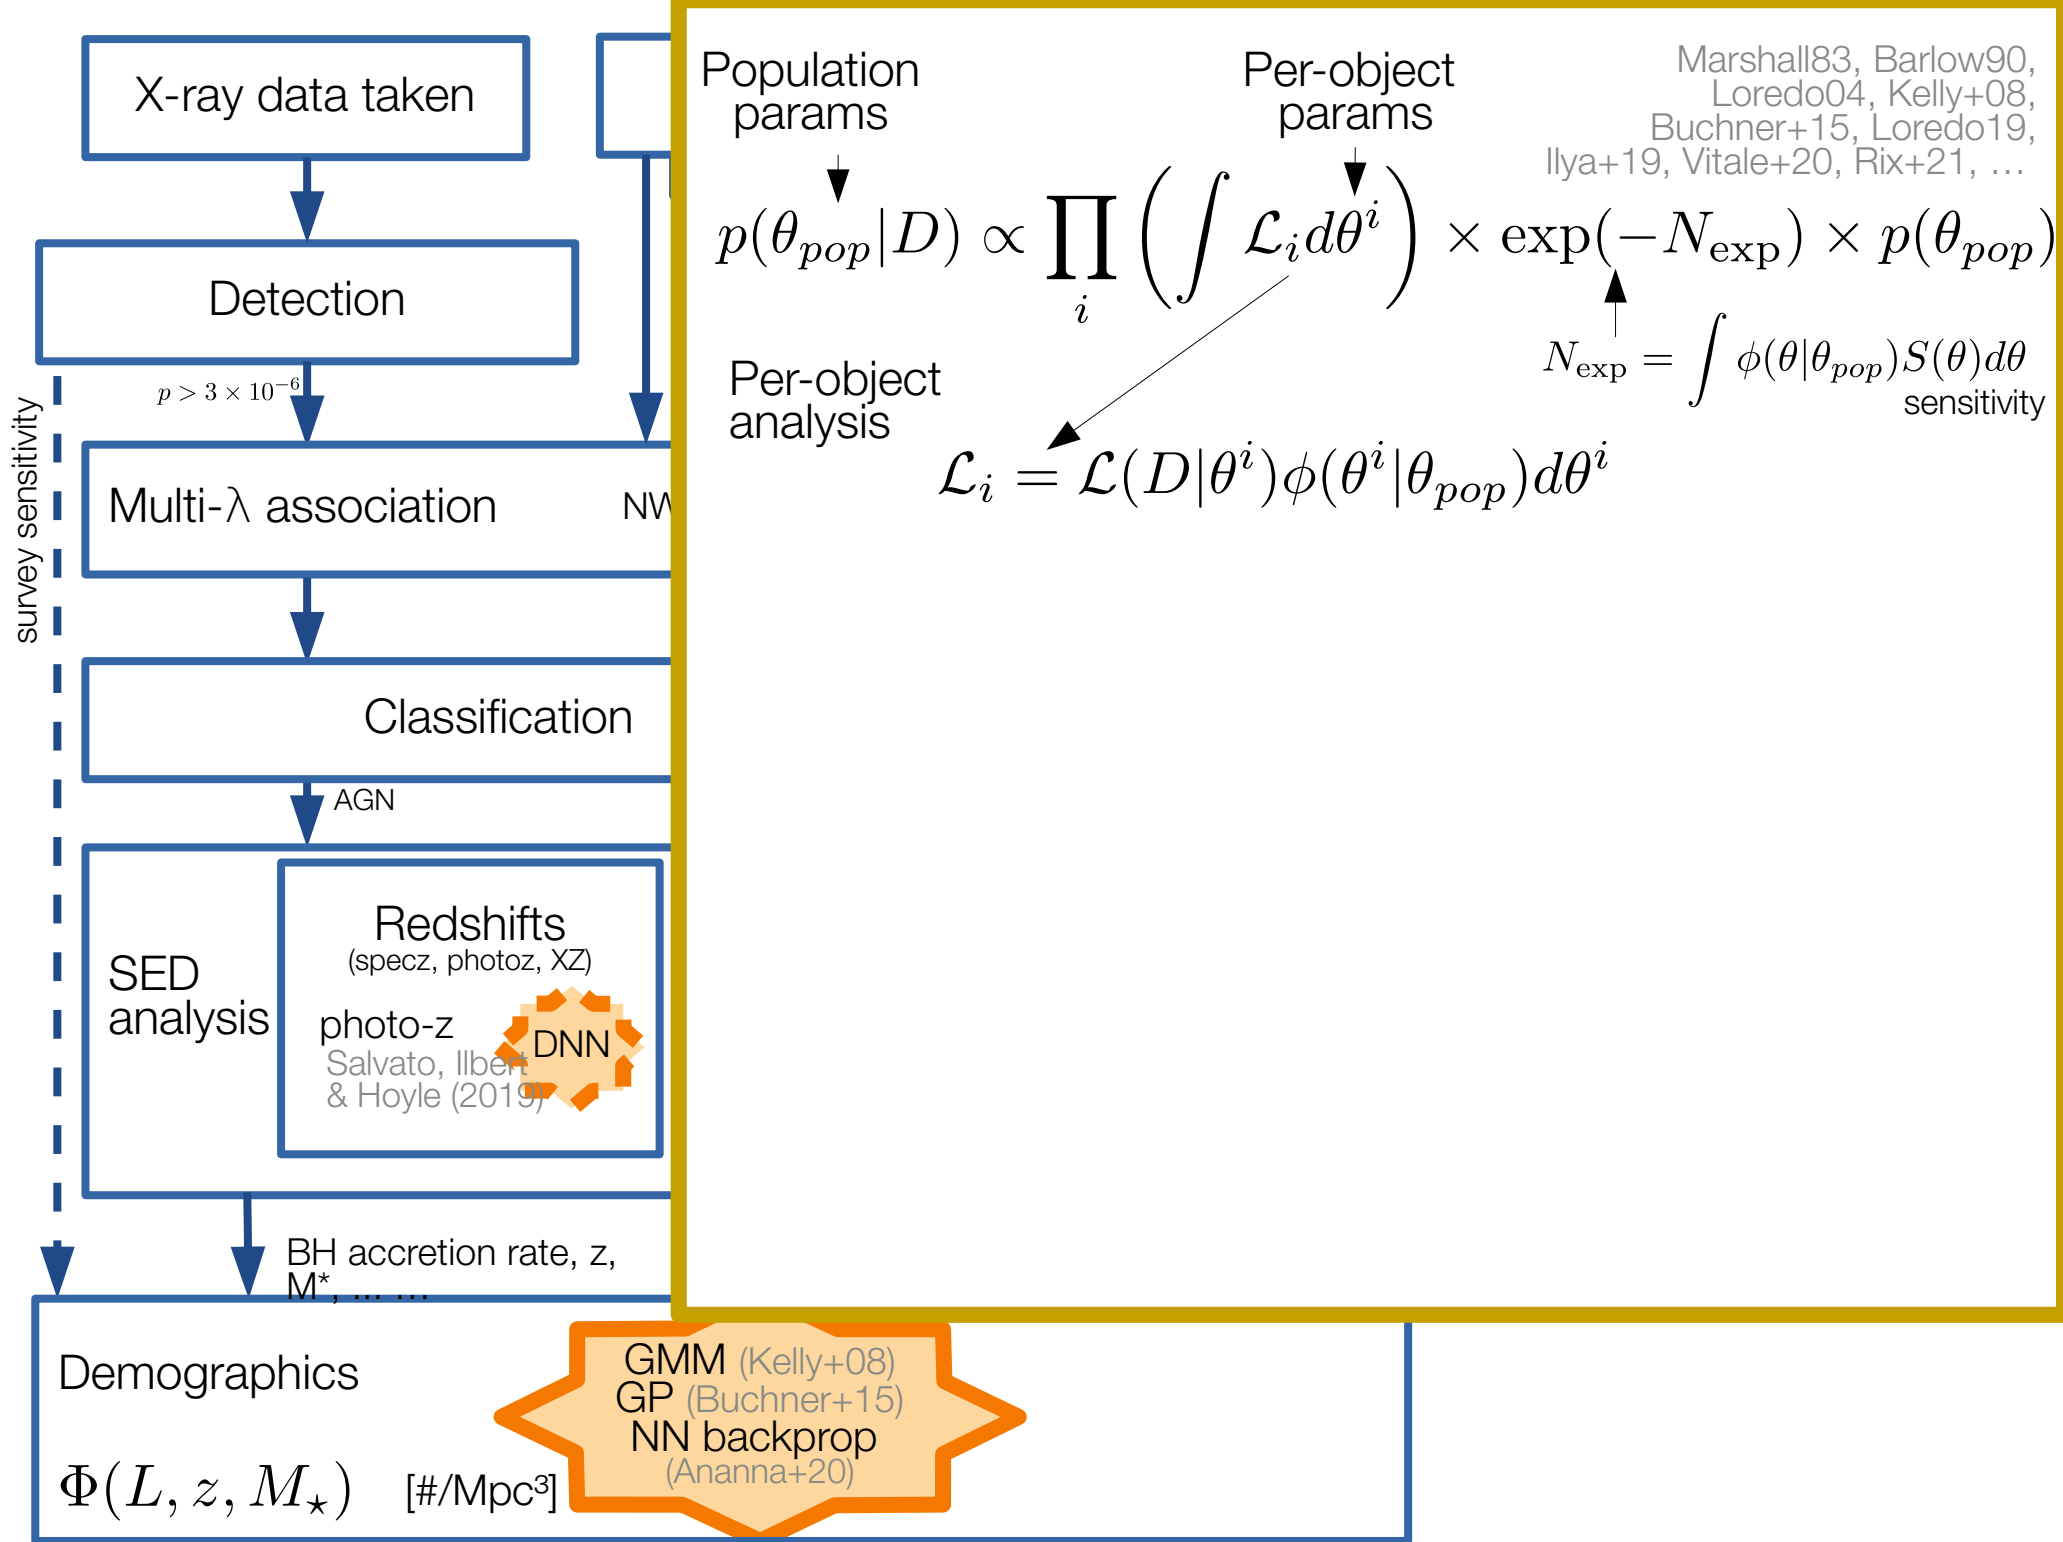 X-ray data taken
Detection
p > 3 × 10⁻⁶
survey sensitivity
Multi-λ association
NW
Classification
AGN
SED
analysis
Redshifts
(specz, photoz, XZ)
photo-z
DNN
Salvato, Ilbert
& Hoyle (2019)
BH accretion rate, z,
M*, ... ...
Demographics
Φ(L, z, M⋆) [#/Mpc³]
GMM (Kelly+08)
GP (Buchner+15)
NN backprop
(Ananna+20)
Population
params
Per-object
params
Marshall83, Barlow90,
Loredo04, Kelly+08,
Buchner+15, Loredo19,
Ilya+19, Vitale+20, Rix+21, ...
p(θ_pop|D) ∝ ∏_i (∫ ℒ_i dθ^i) × exp(−N_exp) × p(θ_pop)
N_exp = ∫ ϕ(θ|θ_pop)S(θ)dθ
sensitivity
Per-object
analysis
ℒ_i = ℒ(D|θ^i)ϕ(θ^i|θ_pop)dθ^i